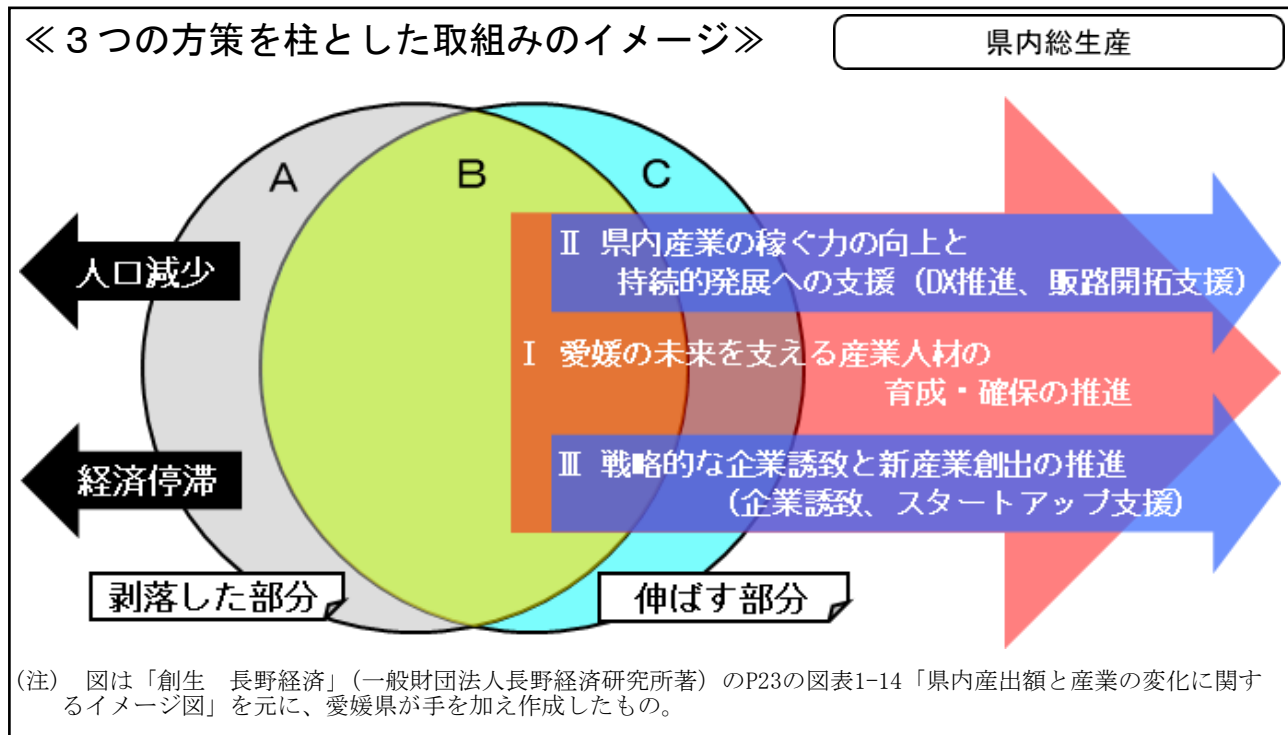 ≪３つの方策を柱とした取組みのイメージ≫
県内総生産
A
B
C
人口減少
経済停滞
Ⅱ 県内産業の稼ぐ力の向上と
持続的発展への支援（DX推進、販路開拓支援）
Ⅰ 愛媛の未来を支える産業人材の
育成・確保の推進
Ⅲ 戦略的な企業誘致と新産業創出の推進
（企業誘致、スタートアップ支援）
剥落した部分
伸ばす部分
(注)　図は「創生　長野経済」(一般財団法人長野経済研究所著）のP23の図表1-14「県内産出額と産業の変化に関す
るイメージ図」を元に、愛媛県が手を加え作成したもの。